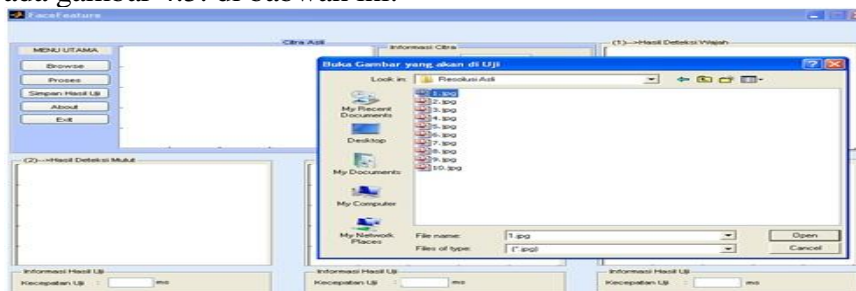 pada gambar 4.5. di bawah ini:
FaceFeature
MENU UTAMA
Browse
Proses
Simpan Hasil Uji
About
Exit
Citra Asli
Informasi Citra
(1)-->Hasil Deteksi Wajah
Buka Gambar yang akan di Uji
Look in:
Resolusi Asli
My Recent
Documents
Desktop
My Documents
My Computer
My Network
Places
1.jpg
2.jpg
3.jpg
4.jpg
5.jpg
6.jpg
7.jpg
8.jpg
9.jpg
10.jpg
File name:
1.jpg
Open
Files of type:
(*.jpg)
Cancel
(2)-->Hasil Deteksi Mulut
Informasi Hasil Uji
Kecepatan Uji :
ms
Informasi Hasil Uji
Kecepatan Uji :
ms
Informasi Hasil Uji
Kecepatan Uji :
ms